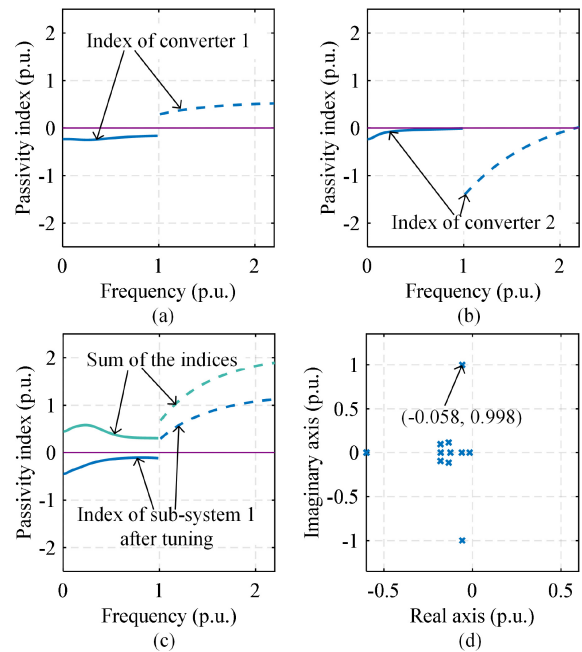 2
1
0
-1
-2
Passivity index (p.u.)
Index of converter 1
0
1
2
Frequency (p.u.)
(a)
2
1
0
-1
-2
Passivity index (p.u.)
Index of converter 2
0
1
2
Frequency (p.u.)
(b)
2
1
0
-1
-2
Passivity index (p.u.)
Sum of the indices
Index of sub-system 1
after tuning
0
1
2
Frequency (p.u.)
(c)
1
0.5
0
-0.5
-1
Imaginary axis (p.u.)
(-0.058, 0.998)
-0.5
0
0.5
Real axis (p.u.)
(d)